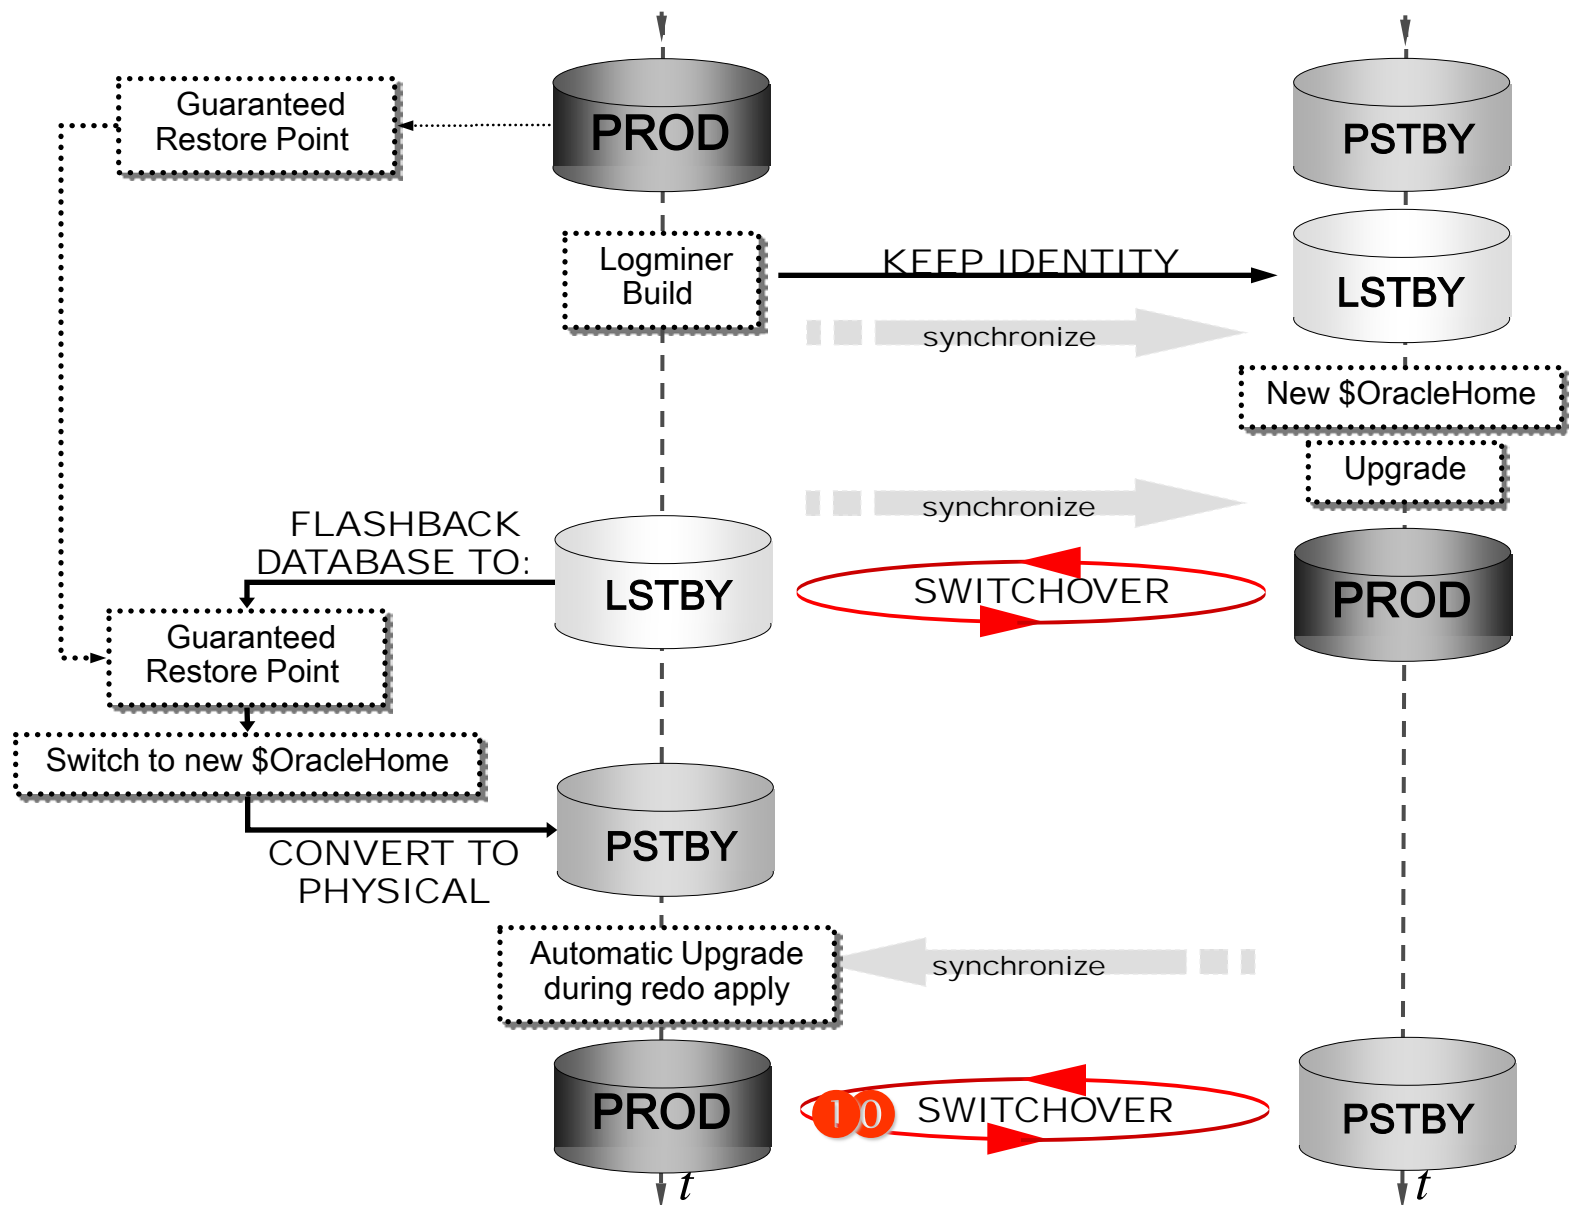 Guaranteed
Restore Point
PROD
PSTBY
Logminer
Build
KEEP IDENTITY
LSTBY
synchronize
New $OracleHome
Upgrade
synchronize
FLASHBACK
DATABASE TO:
LSTBY
SWITCHOVER
PROD
Guaranteed
Restore Point
Switch to new $OracleHome
PSTBY
CONVERT TO
PHYSICAL
Automatic Upgrade
during redo apply
synchronize
PROD
10
SWITCHOVER
PSTBY
t
t